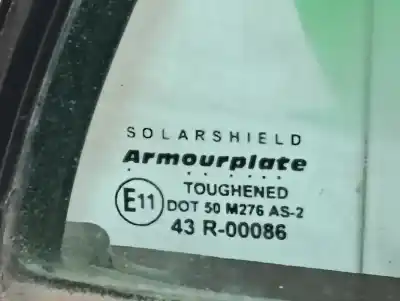 SOLARSHIELD
Armourplate
TOUGHENED
E11 DOT 50 M276 AS-2
43 R-00086